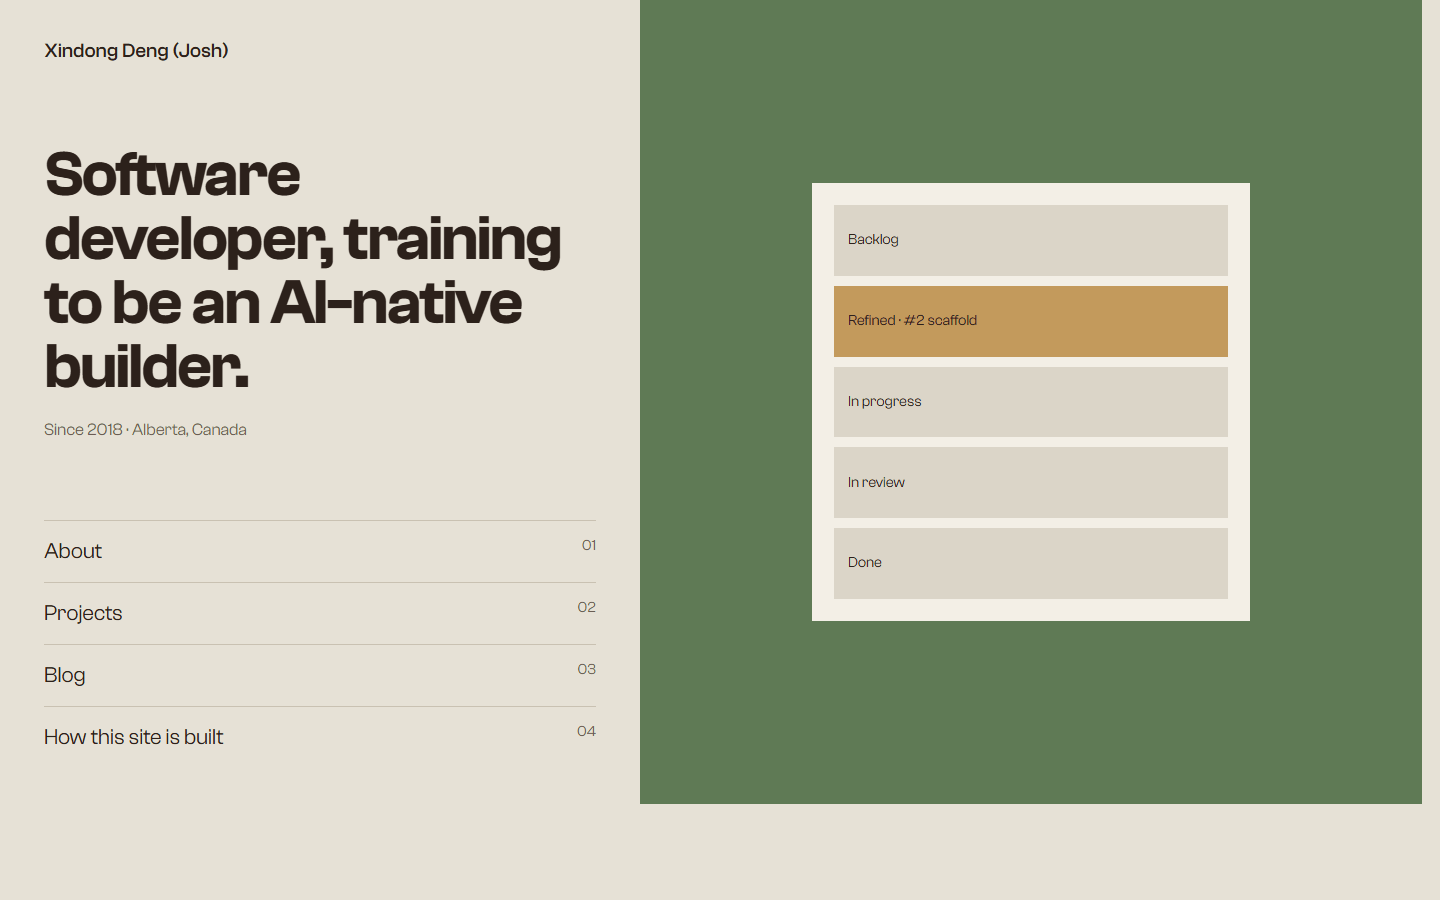 Xindong Deng (Josh)
Software
developer, training
to be an AI-native
builder.
Since 2018 · Alberta, Canada
About 01
Projects 02
Blog 03
How this site is built 04
Backlog
Refined · #2 scaffold
In progress
In review
Done